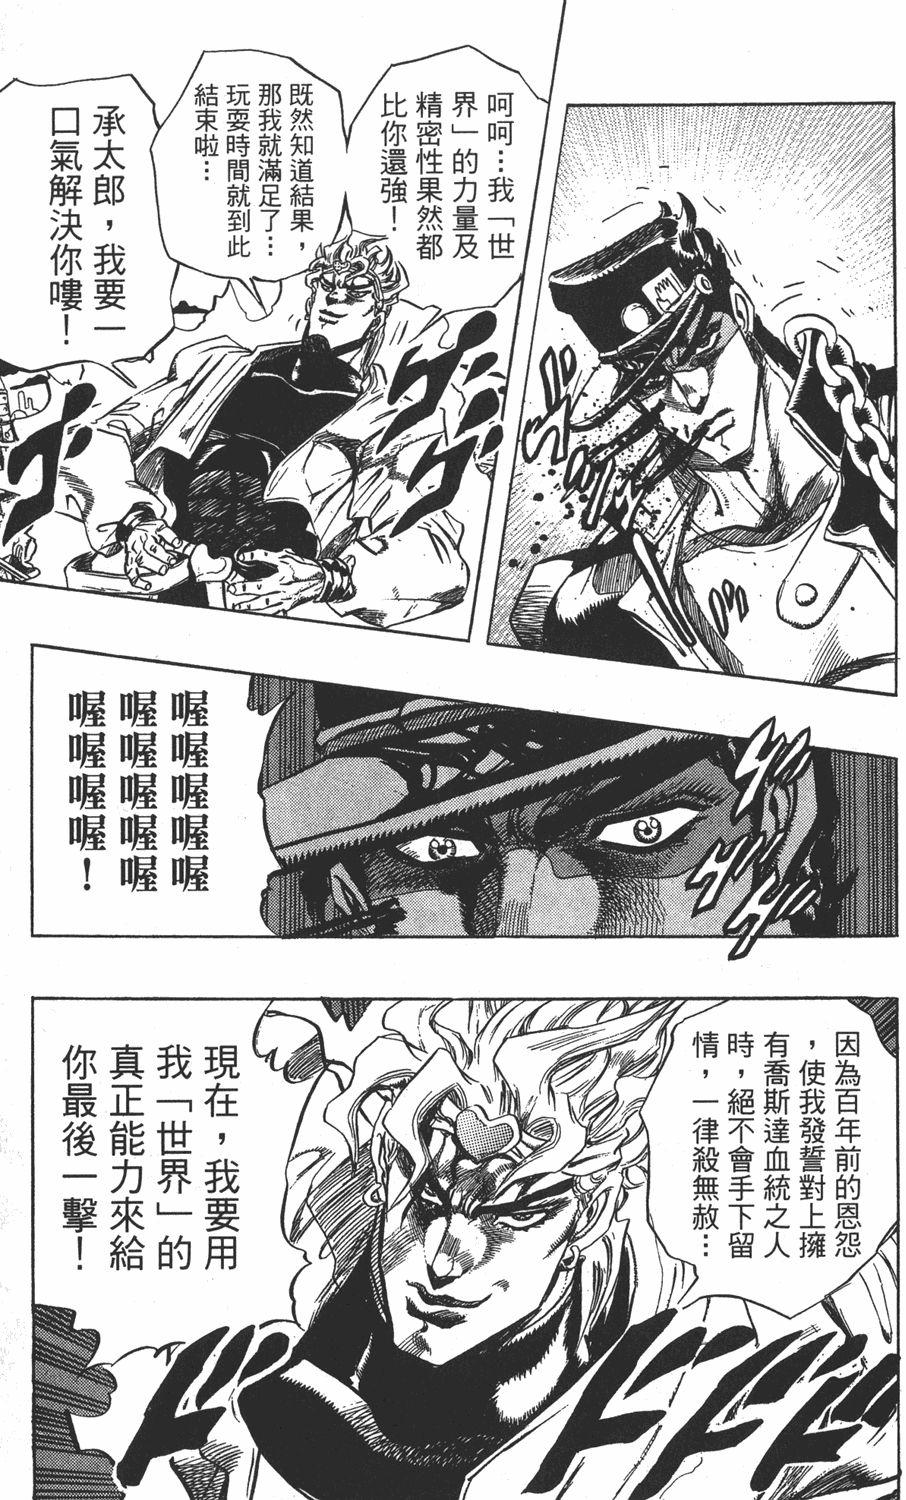 呵呵…我「世
界」的力量及
精密性果然都
比你還強！
既然知道結果，
那我就滿足了…
玩耍時間就到此
結束啦…
承太郎，我要一
口氣解決你嘍！
喔喔喔喔喔
喔喔喔喔喔
喔喔喔喔！
因為百年前的恩怨
，使我發誓對上擁
有喬斯達血統之人
時，絕不會手下留
情，一律殺無赦…
現在，我要用
我「世界」的
真正能力來給
你最後一擊！
ドドドド